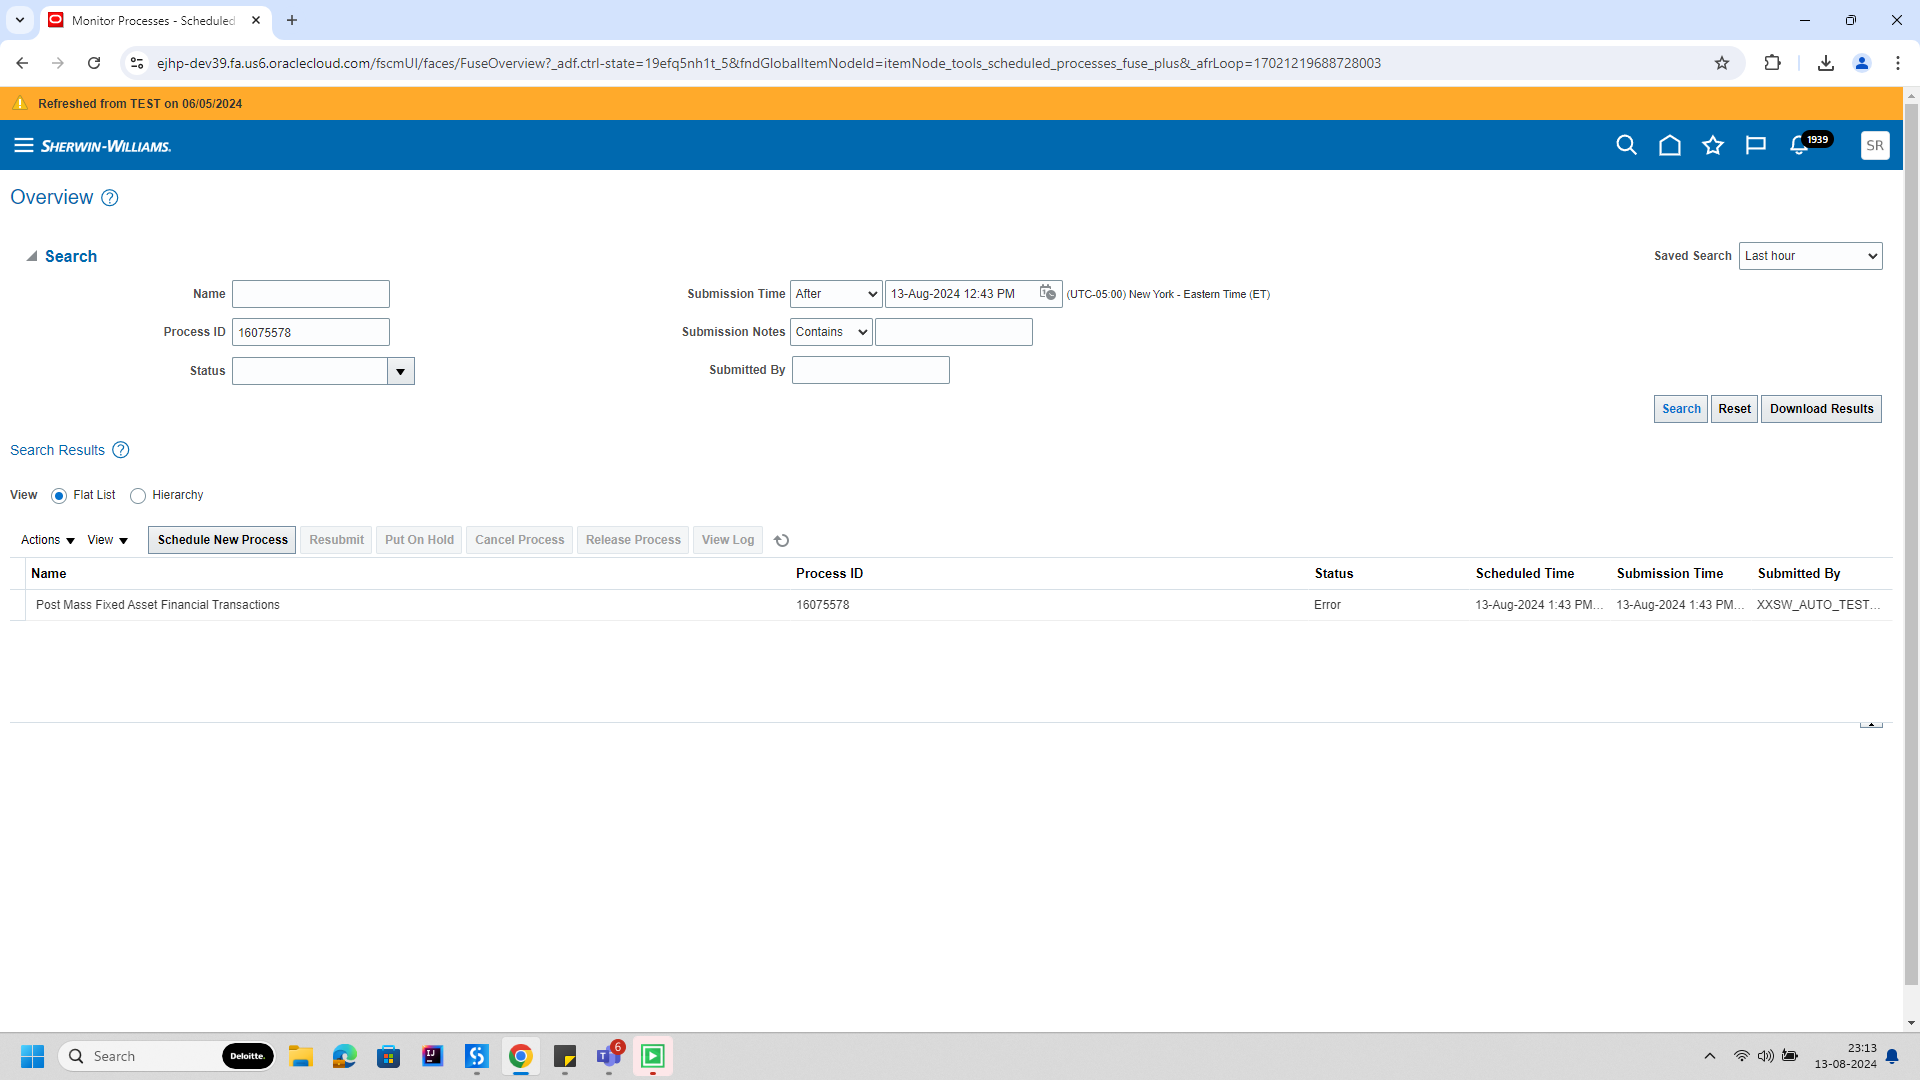 Monitor Processes - Scheduled
ejhp-dev39.fa.us6.oraclecloud.com/fscmUI/faces/FuseOverview?_adf.ctrl-state=19efq5nh1t_5&fndGlobalItemNodeId=itemNode_tools_scheduled_processes_fuse_plus&_afrLoop=17021219688728003
Refreshed from TEST on 06/05/2024
SHERWIN-WILLIAMS.
1939
SR
Overview ?
Search
Saved Search Last hour
Name
Submission Time After 13-Aug-2024 12:43 PM (UTC-05:00) New York - Eastern Time (ET)
Process ID 16075578
Submission Notes Contains
Status
Submitted By
Search Reset Download Results
Search Results ?
View Flat List Hierarchy
Actions View Schedule New Process Resubmit Put On Hold Cancel Process Release Process View Log
Name Process ID Status Scheduled Time Submission Time Submitted By
Post Mass Fixed Asset Financial Transactions 16075578 Error 13-Aug-2024 1:43 PM... 13-Aug-2024 1:43 PM... XXSW_AUTO_TEST...
Search Deloitte.
6
23:13
13-08-2024